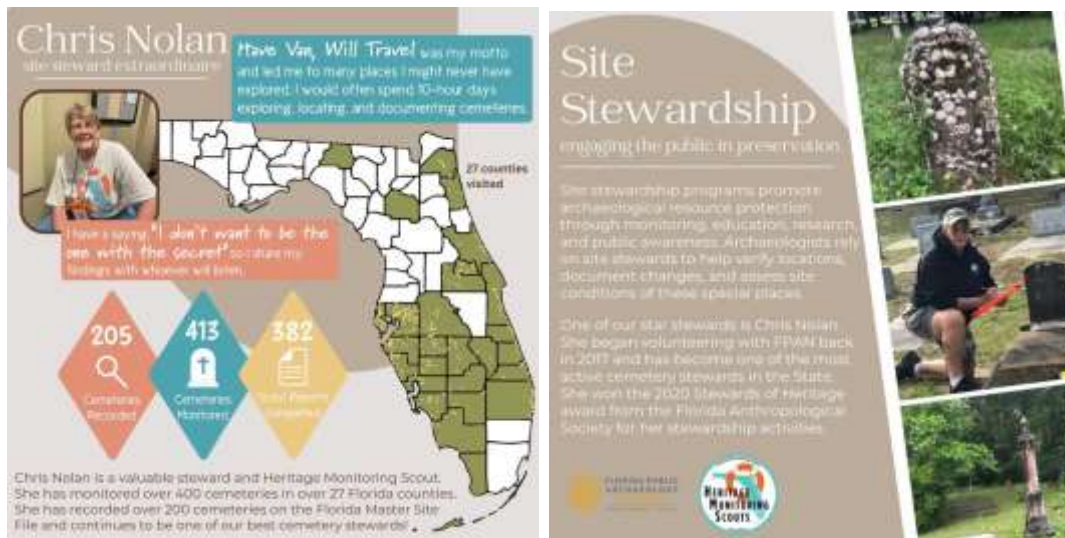 Chris Nolan
site steward extraordinaire
Have Van, Will Travel was my motto
and led me to many places I might never have
explored. I would often spend 10-hour days
exploring, locating, and documenting cemeteries.
27 counties
visited
I have a saying, "I don't want to be the
one with the secret" so I share my
findings with whoever will listen.
205
Cemeteries
Recorded
413
Cemeteries
Monitored
382
Chris Nolan is a valuable steward and Heritage Monitoring Scout.
She has monitored over 400 cemeteries in over 27 Florida counties.
She has recorded over 200 cemeteries on the Florida Master Site
File and continues to be one of our best cemetery stewards!
Site
Stewardship
engaging the public in preservation
Site stewardship programs promote
archaeological resource protection
through monitoring, education, research,
and public awareness. Archaeologists rely
on site stewards to help verify locations,
document changes, and assess site
conditions of these special places.
One of our star stewards is Chris Nolan.
She began volunteering with FPAN back
in 2017 and has become one of the most
active cemetery stewards in the State.
She won the 2020 Stewards of Heritage
award from the Florida Anthropological
Society for her stewardship activities.
FLORIDA PUBLIC
ARCHAEOLOGY
HERITAGE
MONITORING
SCOUTS